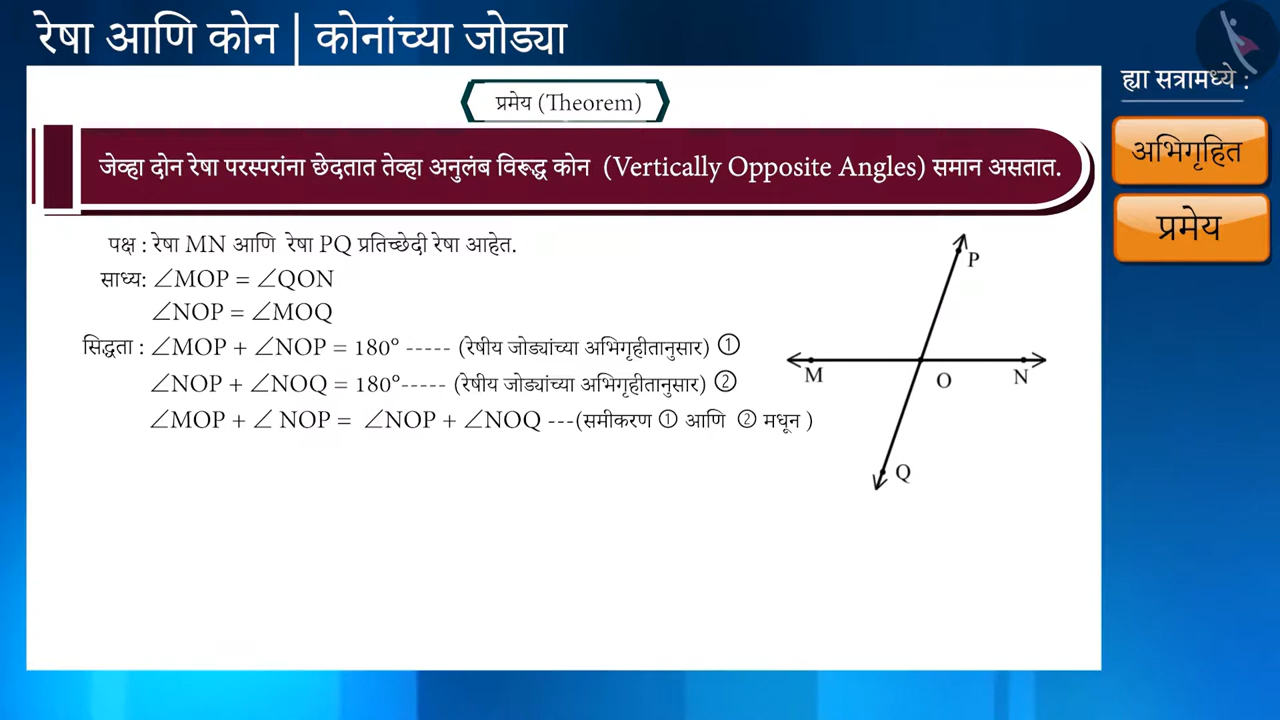 रेषा आणि कोन | कोनांच्या जोड्या
ह्या सत्रामध्ये :
अभिगृहित
प्रमेय
प्रमेय (Theorem)
जेव्हा दोन रेषा परस्परांना छेदतात तेव्हा अनुलंब विरूद्ध कोन (Vertically Opposite Angles) समान असतात.
पक्ष : रेषा MN आणि रेषा PQ प्रतिच्छेदी रेषा आहेत.
साध्य: ∠MOP = ∠QON
∠NOP = ∠MOQ
सिद्धता : ∠MOP + ∠NOP = 180° ----- (रेषीय जोड्यांच्या अभिगृहीतानुसार) ①
∠NOP + ∠NOQ = 180°----- (रेषीय जोड्यांच्या अभिगृहीतानुसार) ②
∠MOP + ∠ NOP = ∠NOP + ∠NOQ ---(समीकरण ① आणि ② मधून )
P
M
O
N
Q